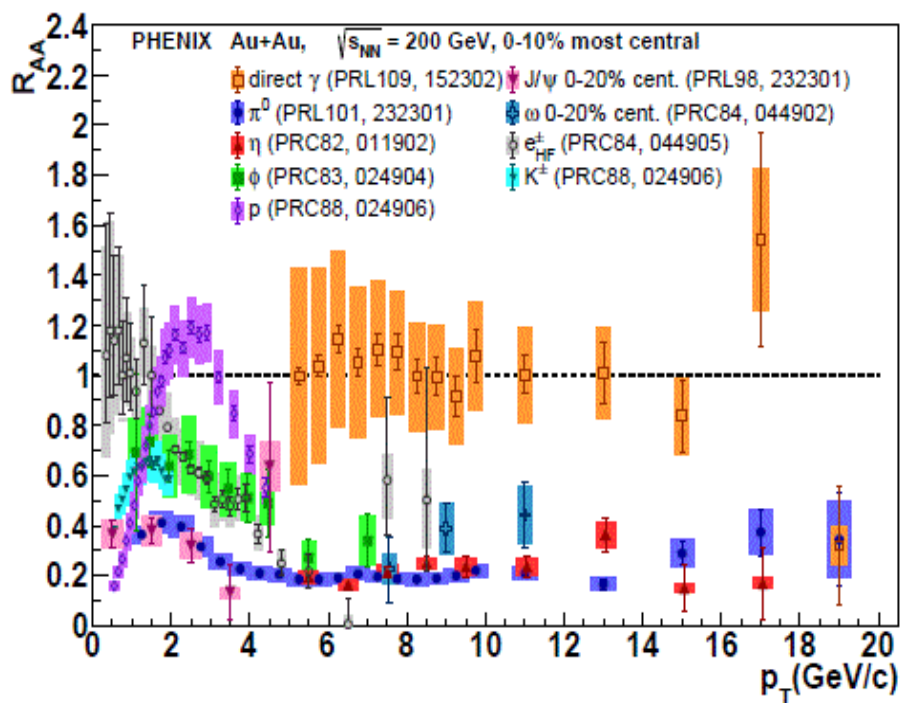 PHENIX Au+Au, √s_NN = 200 GeV, 0-10% most central
direct γ (PRL109, 152302)
π⁰ (PRL101, 232301)
η (PRC82, 011902)
ϕ (PRC83, 024904)
p (PRC88, 024906)
J/ψ 0-20% cent. (PRL98, 232301)
ω 0-20% cent. (PRC84, 044902)
e±HF (PRC84, 044905)
K± (PRC88, 024906)
R_AA
2.4
2.2
2
1.8
1.6
1.4
1.2
1
0.8
0.6
0.4
0.2
0
0 2 4 6 8 10 12 14 16 18 20
p_T(GeV/c)